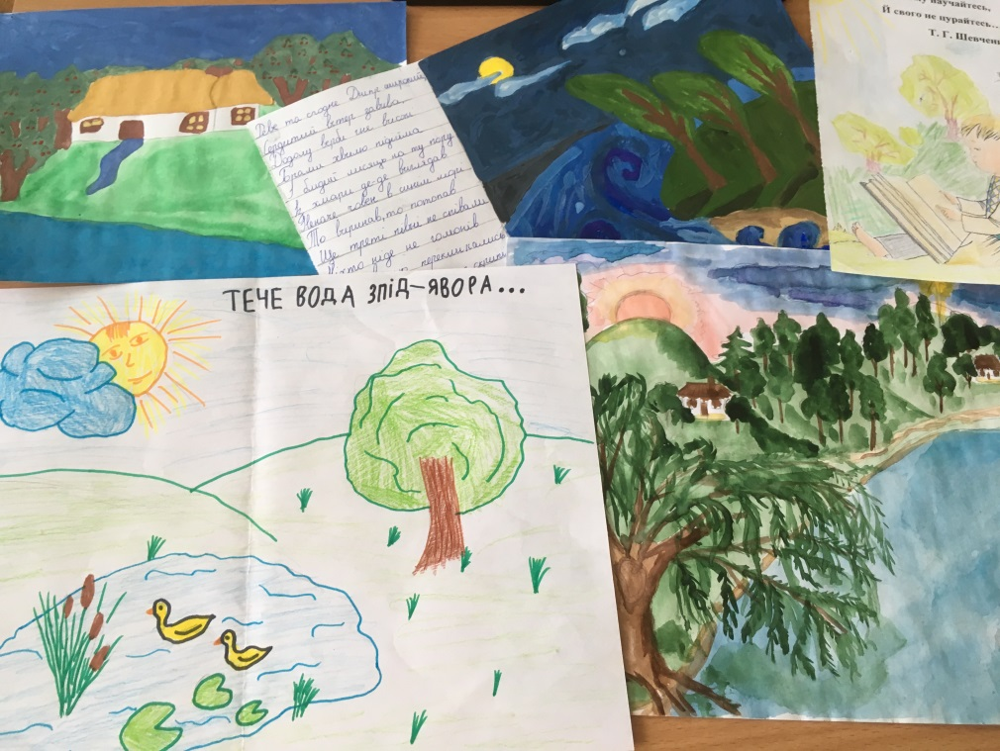 му научайтесь,
Й свого не цурайтесь..
Т. Г. Шевченк
Реве та стогне Дніпр широкий,
Сердитий вітер завива,
Додолу верби гне високі
Горами хвилю підійма
І блідий місяць на ту пору
Із хмари де-де виглядав
Неначе човен в синім морі
То виринав, то потопав
Ще треті півні не співали
Ніхто ніде не гомонів
перекликались
ТЕЧЕ ВОДА ЗПІД-ЯВОРА...